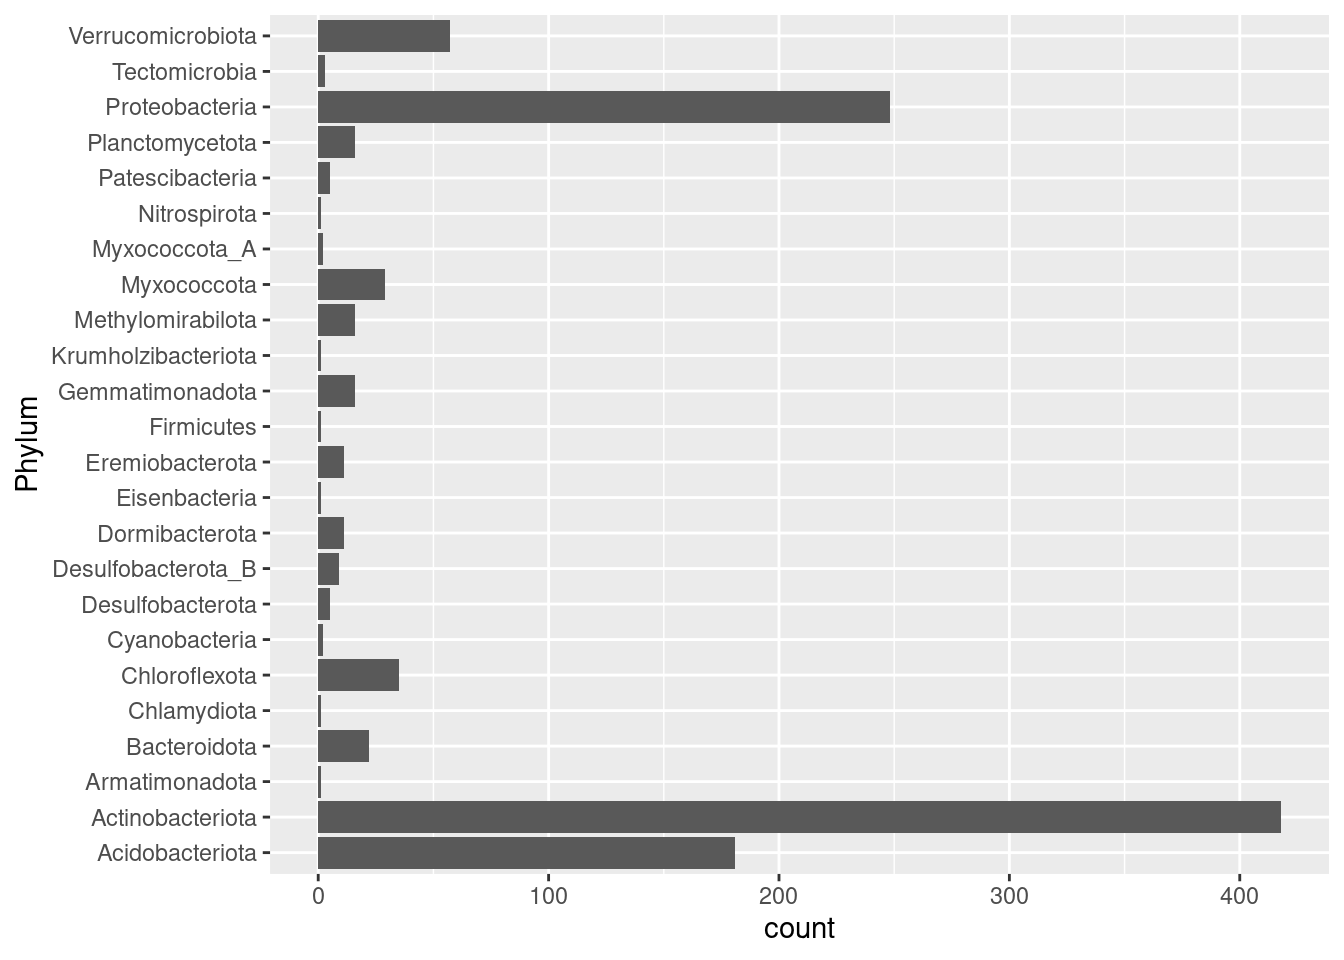 Verrucomicrobiota
Tectomicrobia
Proteobacteria
Planctomycetota
Patescibacteria
Nitrospirota
Myxococcota_A
Myxococcota
Methylomirabilota
Krumholzibacteriota
Gemmatimonadota
Firmicutes
Eremiobacterota
Eisenbacteria
Dormibacterota
Desulfobacterota_B
Desulfobacterota
Cyanobacteria
Chloroflexota
Chlamydiota
Bacteroidota
Armatimonadota
Actinobacteriota
Acidobacteriota
Phylum
0 100 200 300 400
count